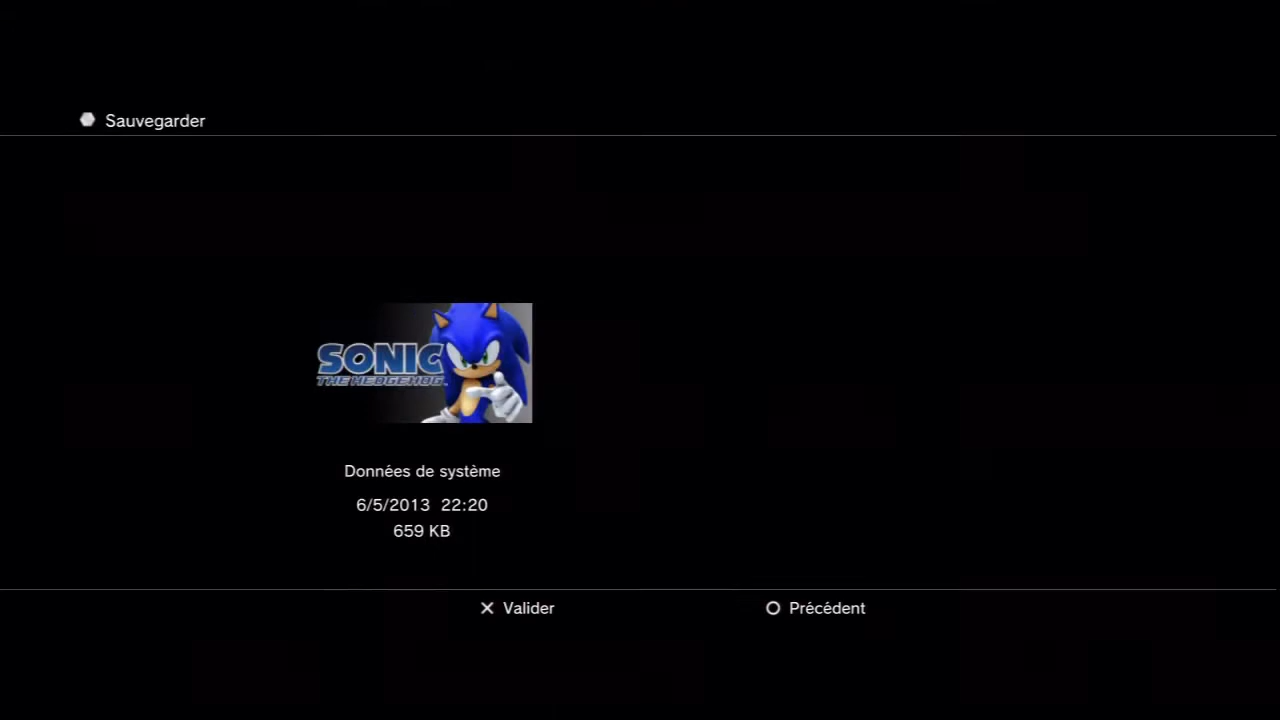 Sauvegarder
SONIC
THE HEDGEHOG
Données de système
6/5/2013 22:20
659 KB
Valider
Précédent